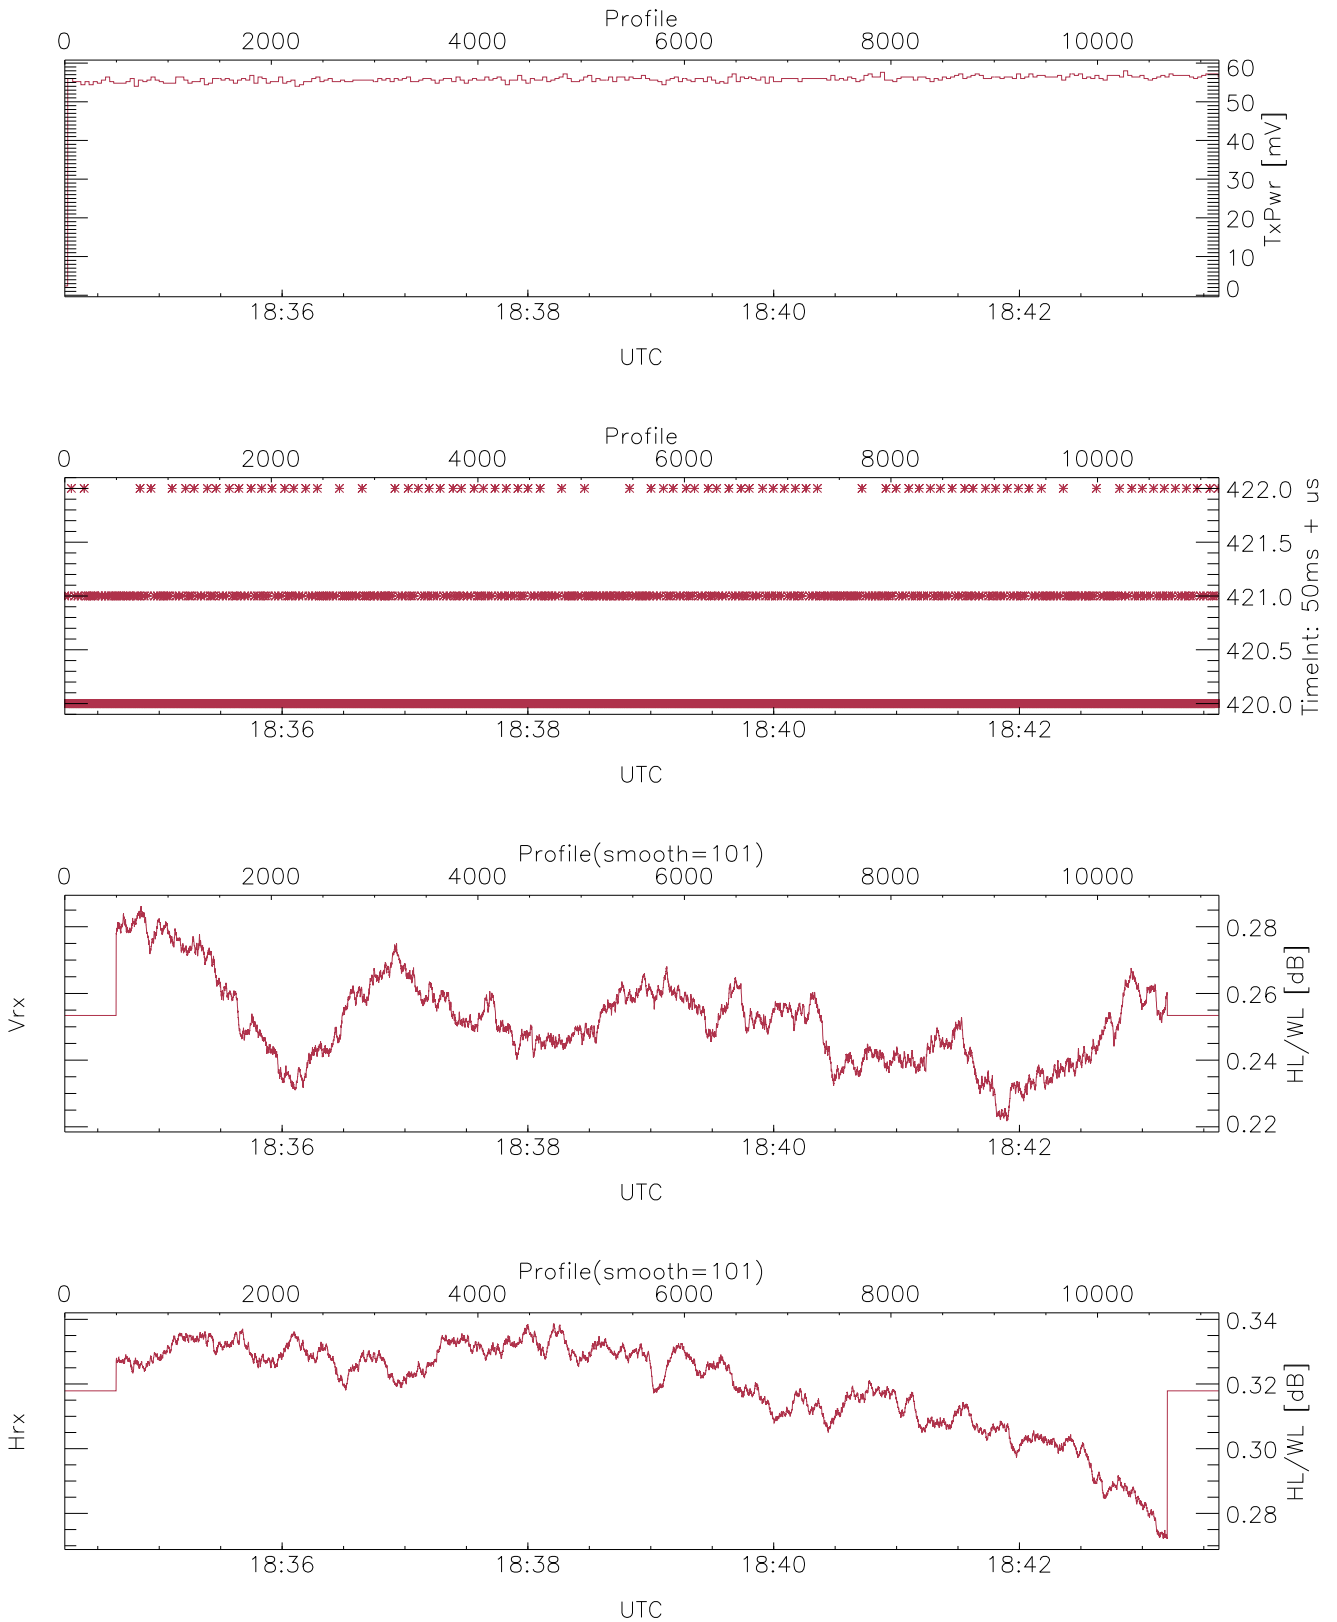 Profile
0 2000 4000 6000 8000 10000
60
50
40
30
20
10
0
TxPwr [mV]
18:36 18:38 18:40 18:42
UTC
Profile
0 2000 4000 6000 8000 10000
422.0
421.5
421.0
420.5
420.0
TimeInt: 50ms + us
18:36 18:38 18:40 18:42
UTC
Profile(smooth=101)
0 2000 4000 6000 8000 10000
Vrx
0.28
0.26
0.24
0.22
HL/WL [dB]
18:36 18:38 18:40 18:42
UTC
Profile(smooth=101)
0 2000 4000 6000 8000 10000
Hrx
0.34
0.32
0.30
0.28
HL/WL [dB]
18:36 18:38 18:40 18:42
UTC